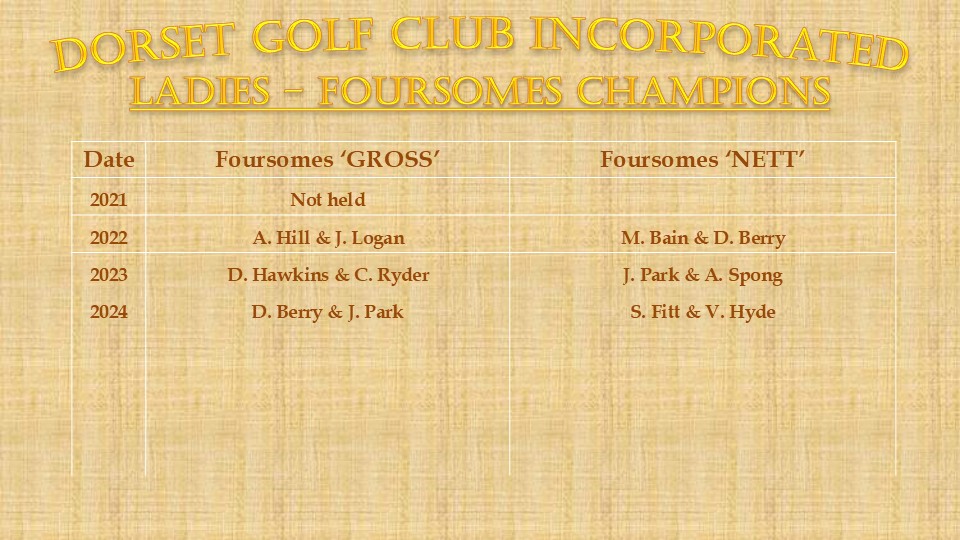 DORSET GOLF CLUB INCORPORATED
LADIES – FOURSOMES CHAMPIONS
Date Foursomes ‘GROSS’ Foursomes ‘NETT’
2021 Not held
2022 A. Hill & J. Logan M. Bain & D. Berry
2023 D. Hawkins & C. Ryder J. Park & A. Spong
2024 D. Berry & J. Park S. Fitt & V. Hyde